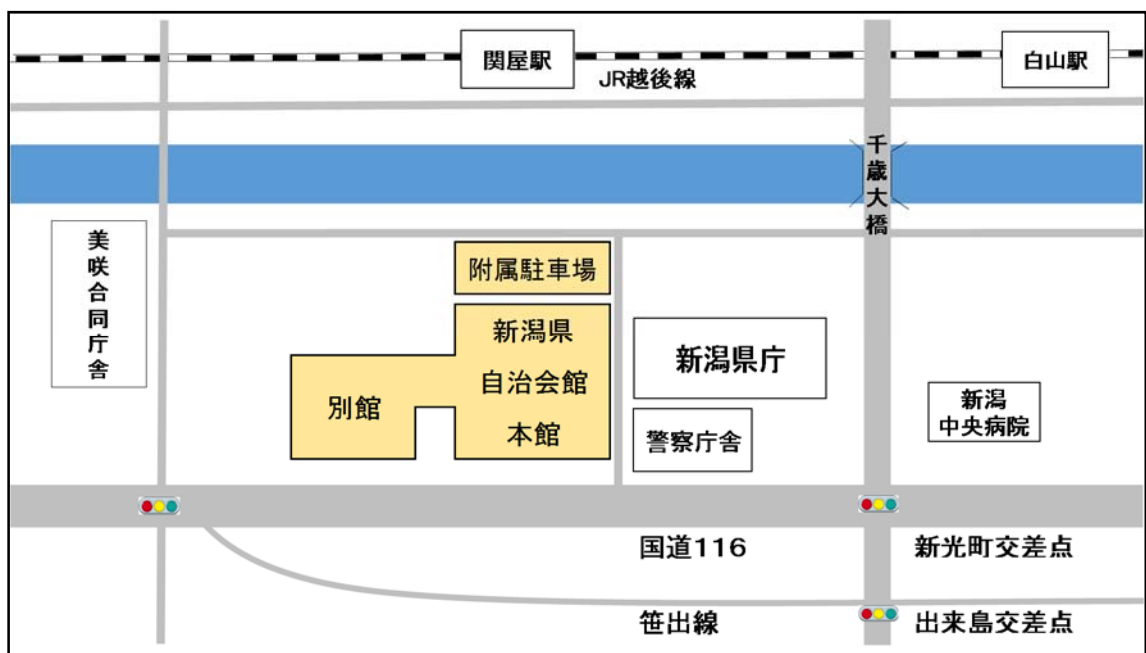 関屋駅
白山駅
JR越後線
千歳大橋
美咲合同庁舎
附属駐車場
新潟県
自治会館
本館
別館
新潟県庁
警察庁舎
新潟
中央病院
国道116
新光町交差点
笹出線
出来島交差点